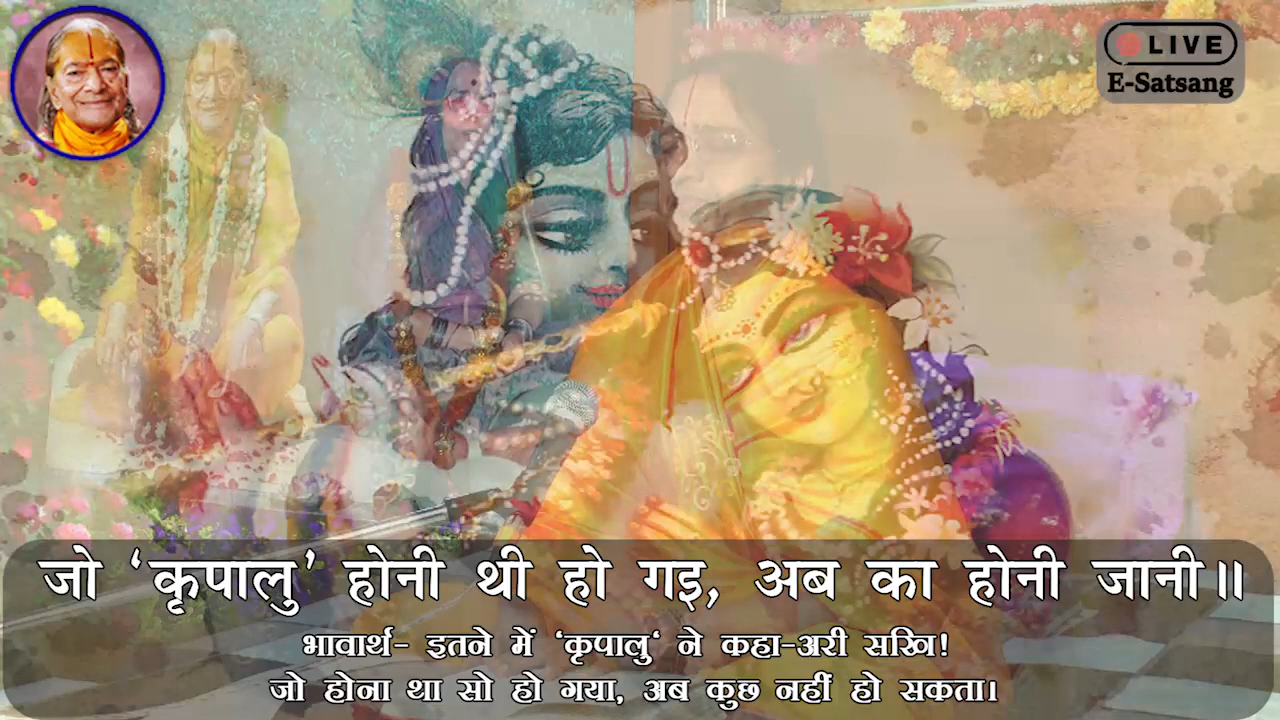 LIVE
E-Satsang
जो ‘कृपालु’ होनी थी हो गइ, अब का होनी जानी॥
भावार्थ- इतने में ‘कृपालु‘ ने कहा-अरी सखि!
जो होना था सो हो गया, अब कुछ नहीं हो सकता।